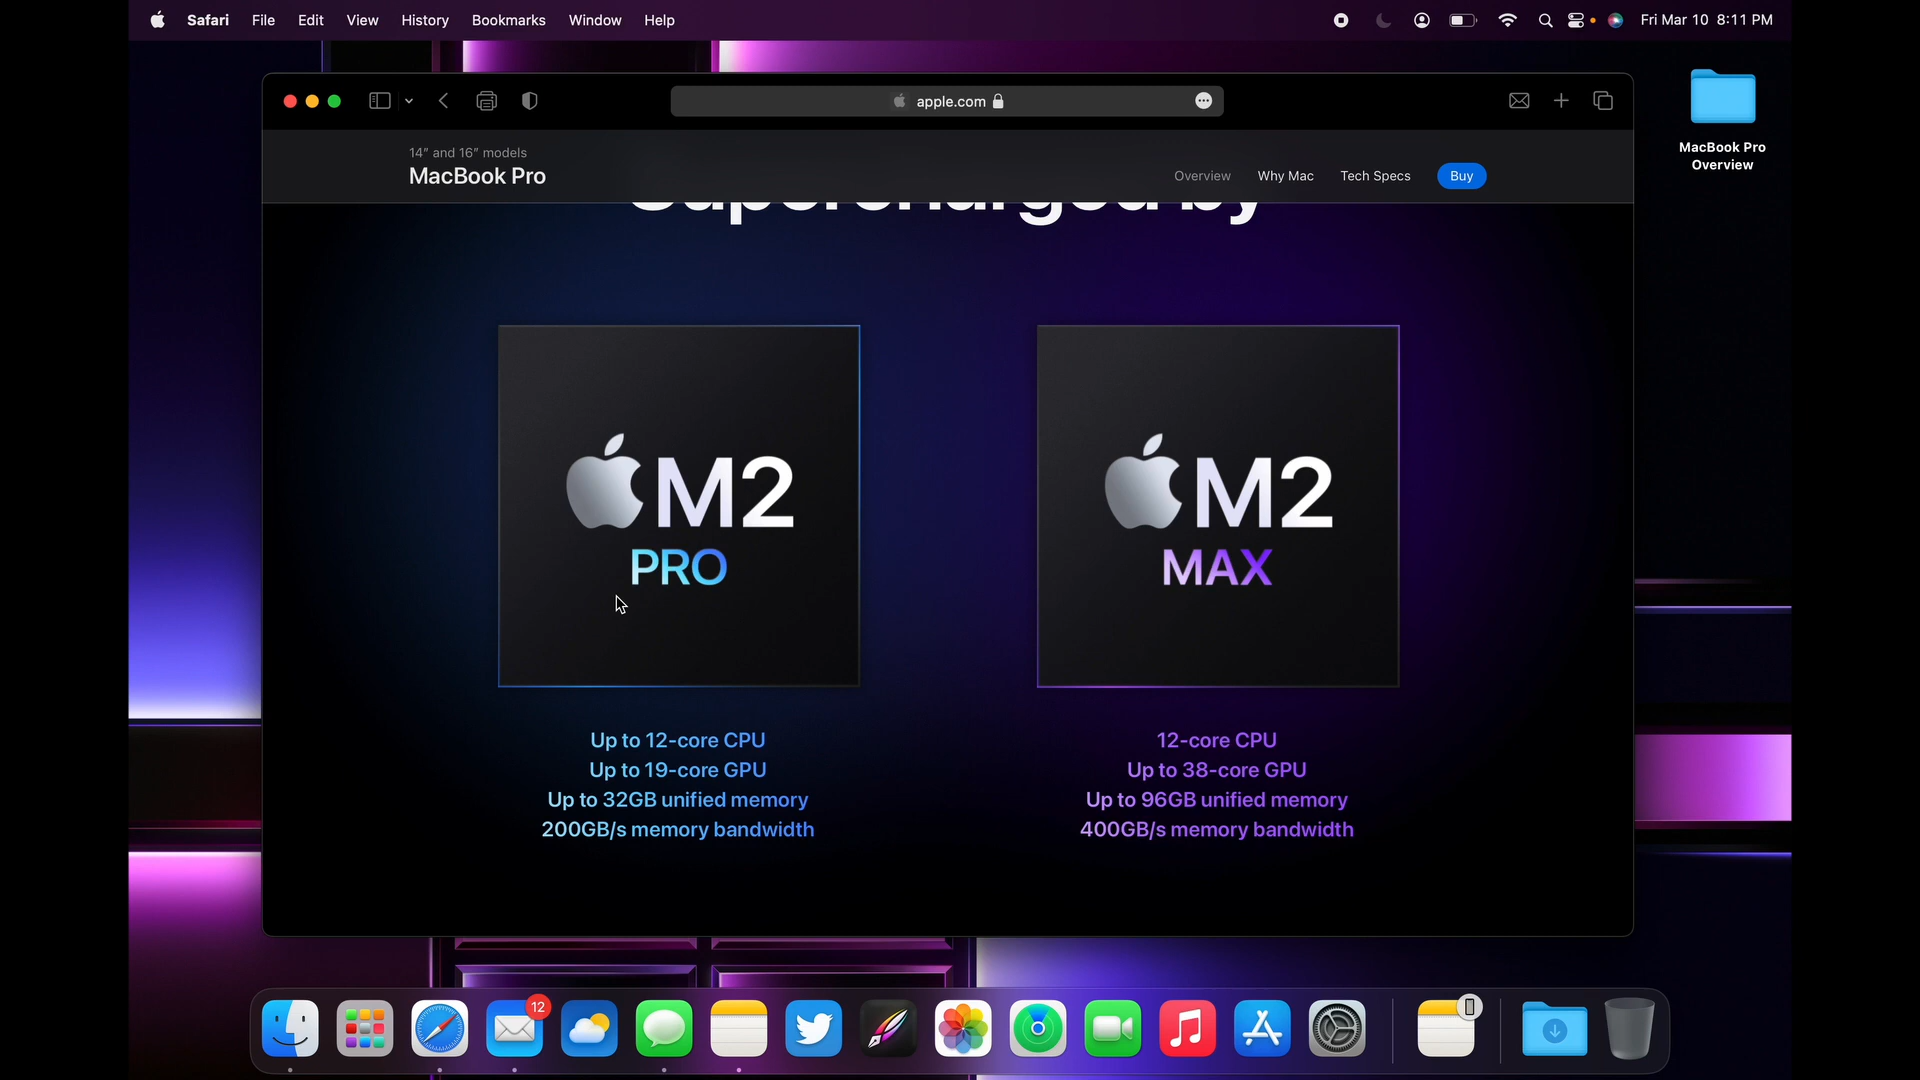 Safari File Edit View History Bookmarks Window Help Fri Mar 10 8:11 PM
apple.com
14" and 16" models
MacBook Pro
Overview Why Mac Tech Specs Buy
MacBook Pro
Overview
Supercharged by
M2
PRO
M2
MAX
Up to 12-core CPU
Up to 19-core GPU
Up to 32GB unified memory
200GB/s memory bandwidth
12-core CPU
Up to 38-core GPU
Up to 96GB unified memory
400GB/s memory bandwidth
12